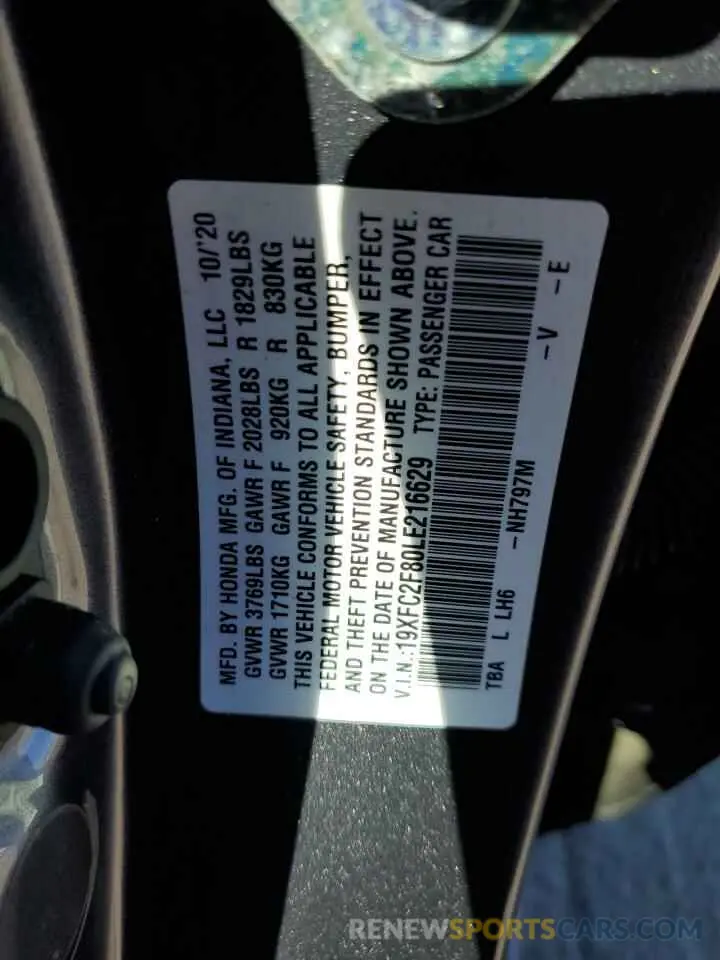 MFD. BY HONDA MFG. OF INDIANA, LLC 10/'20
GVWR 3769LBS GAWR F 2028LBS R 1829LBS
GVWR 1710KG GAWR F 920KG R 830KG
THIS VEHICLE CONFORMS TO ALL APPLICABLE
FEDERAL MOTOR VEHICLE SAFETY, BUMPER,
AND THEFT PREVENTION STANDARDS IN EFFECT
ON THE DATE OF MANUFACTURE SHOWN ABOVE.
V.I.N.:19XFC2F80LE216629 TYPE: PASSENGER CAR
TBA L LH6 -NH797M -V -E
RENEWSPORTSCARS.COM